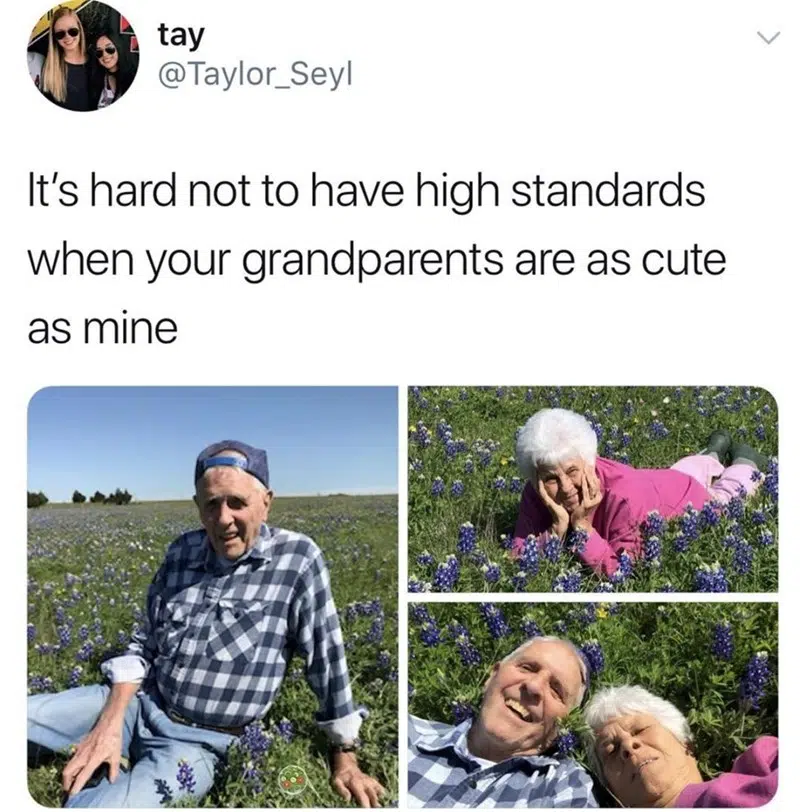 tay
@Taylor_Seyl
It's hard not to have high standards
when your grandparents are as cute
as mine